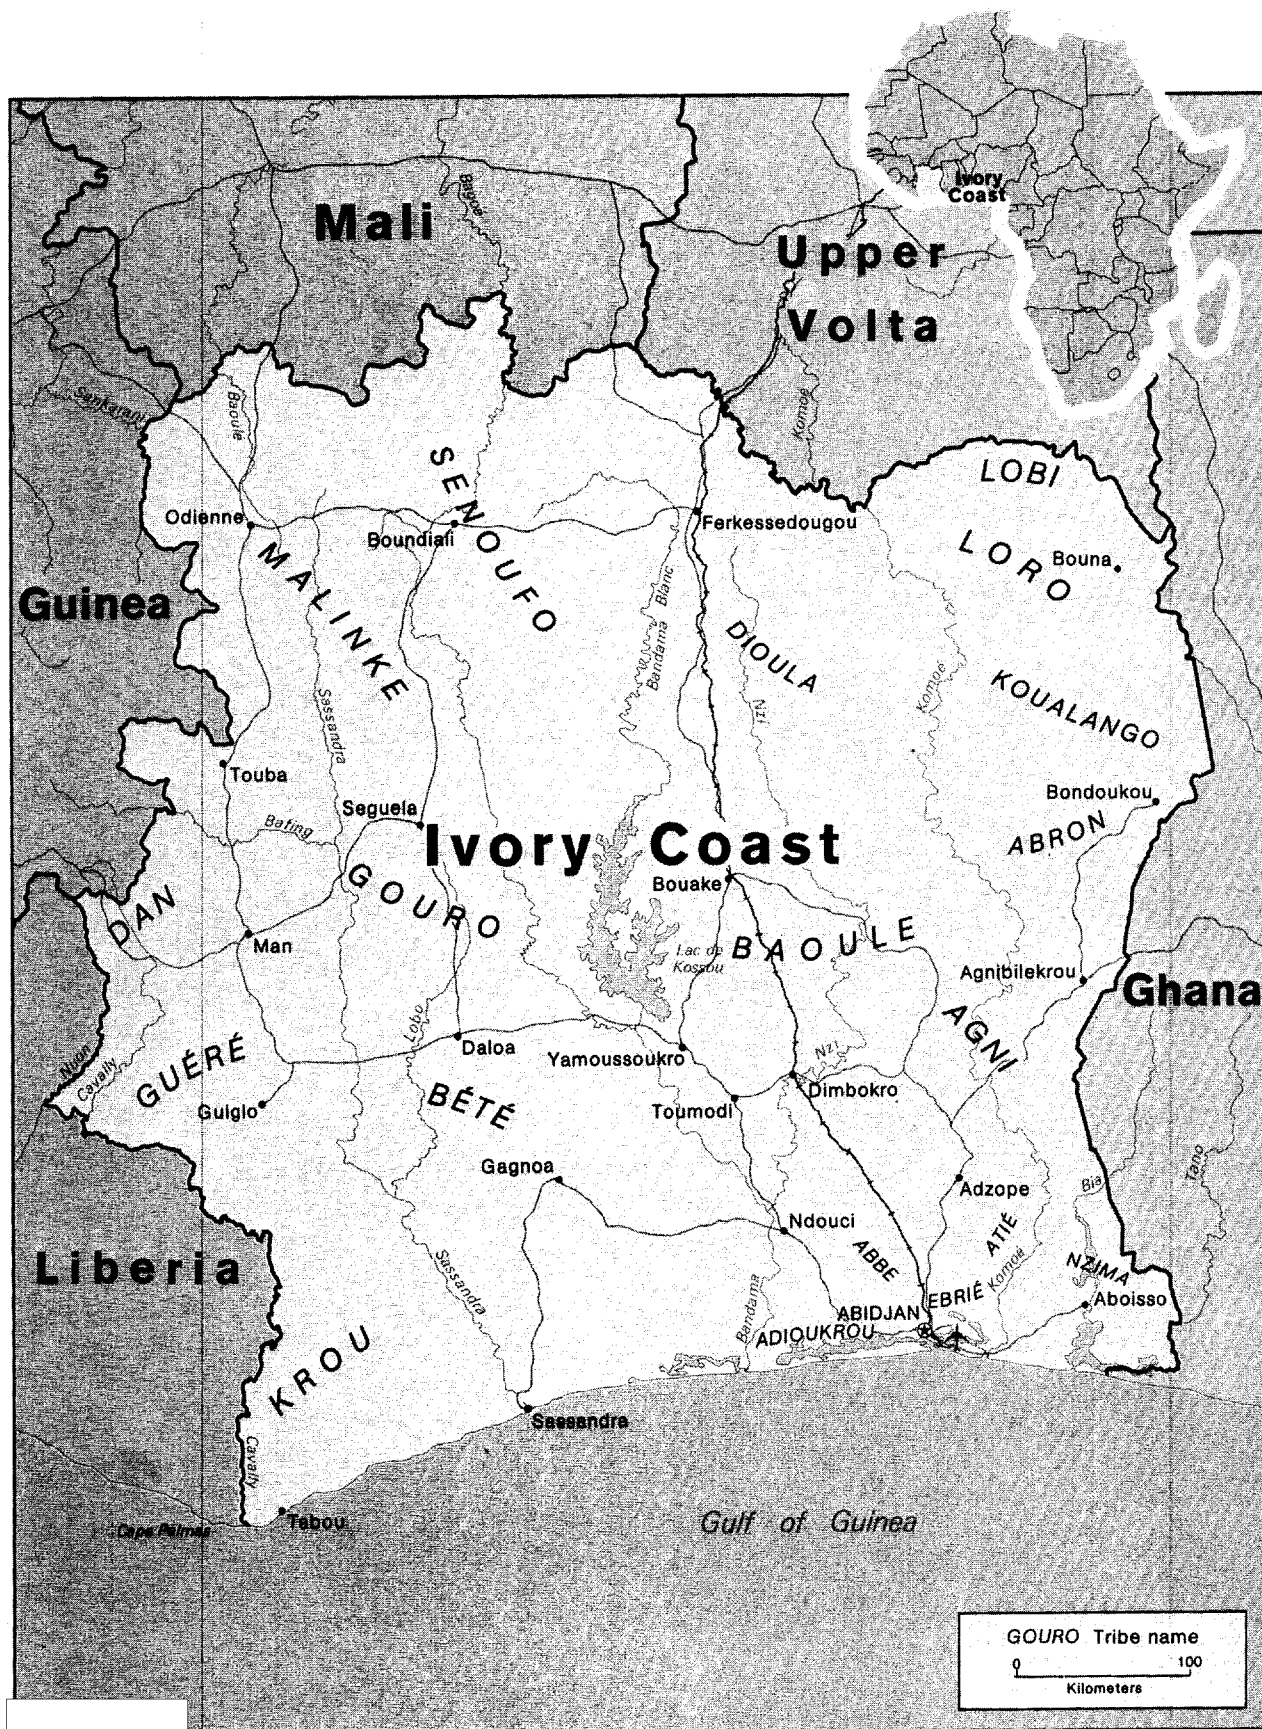 Ivory
Coast
Mali
Bagoe
Upper
Volta
Sankarani
Baoule
Komoé
LOBI
SENOUFO
Odienne
Boundiali
Ferkessedougou
LORO
Bouna
MALINKE
Guinea
Bandama Blanc
DIOULA
Komoé
Sassandra
Nzi
KOUALANGO
Touba
Seguela
Bondoukou
Bafing
Ivory Coast
ABRON
GOURO
Bouake
DAN
Man
BAOULE
Lac de
Kossou
Agnibilekrou
Ghana
AGNI
Lobo
Daloa
Yamoussoukro
Nzi
Nuon
Cavally
GUÉRÉ
Guiglo
BÉTÉ
Toumodi
Dimbokro
Gagnoa
Adzope
Bia
Tano
Ndouci
ATIÉ
ABBE
Komoé
NZIMA
Liberia
Sassandra
Bandama
EBRIÉ
ABIDJAN
Aboisso
ADIOUKROU
KROU
Sassandra
Cavally
Tabou
Cape Palmas
Gulf of Guinea
GOURO Tribe name
0 100
Kilometers